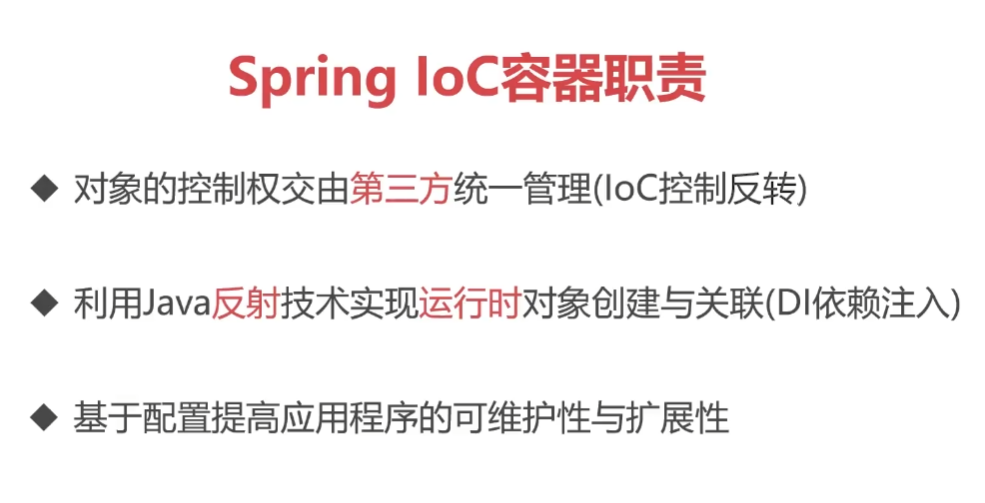 Spring IoC容器职责
◆ 对象的控制权交由第三方统一管理(IoC控制反转)
◆ 利用Java反射技术实现运行时对象创建与关联(DI依赖注入)
◆ 基于配置提高应用程序的可维护性与扩展性